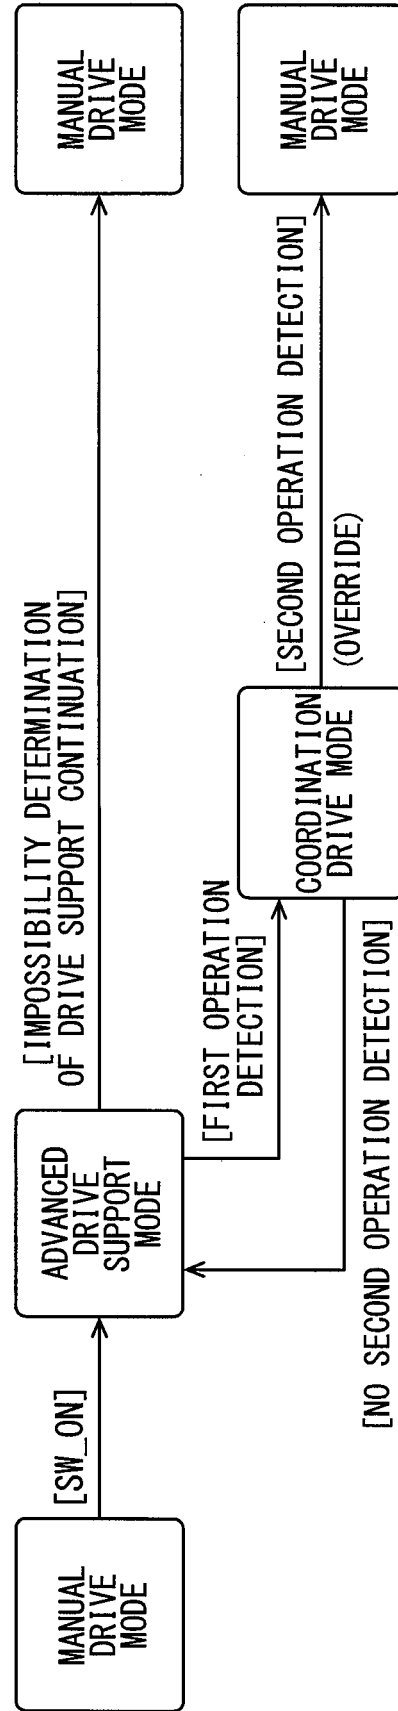 MANUAL
DRIVE
MODE
[SW_ON]
ADVANCED
DRIVE
SUPPORT
MODE
[IMPOSSIBILITY DETERMINATION
OF DRIVE SUPPORT CONTINUATION]
MANUAL
DRIVE
MODE
[FIRST OPERATION
DETECTION]
[NO SECOND OPERATION DETECTION]
COORDINATION
DRIVE MODE
[SECOND OPERATION DETECTION]
(OVERRIDE)
MANUAL
DRIVE
MODE